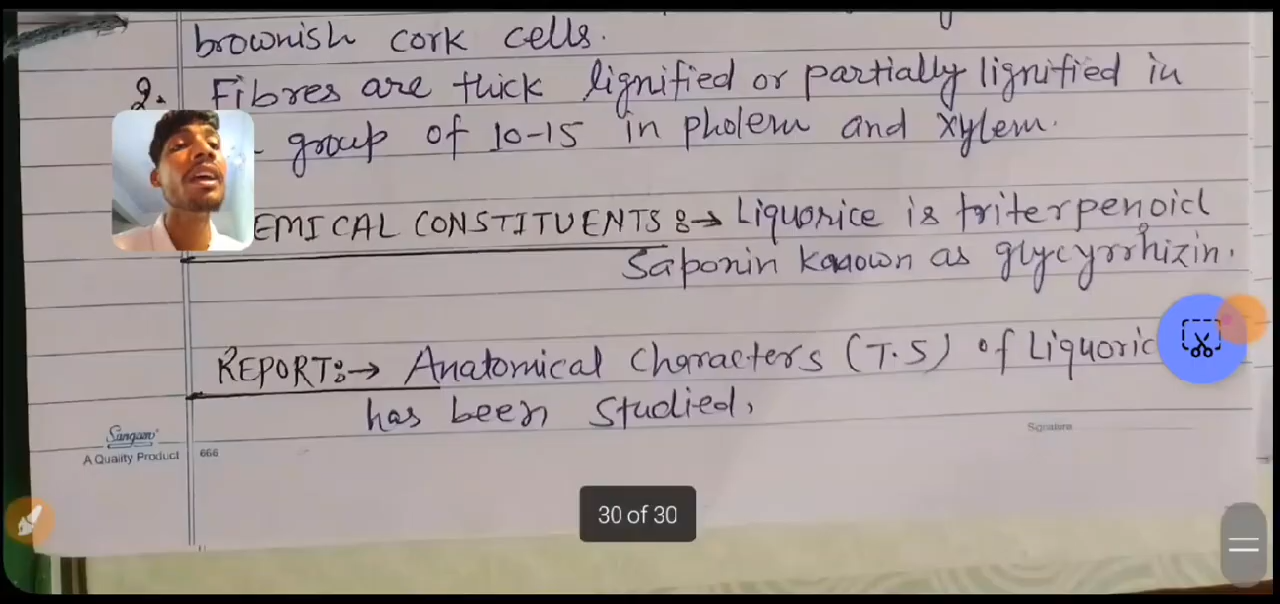 brownish cork cells.
2. Fibres are thick lignified or partially lignified in
group of 10-15 in pholem and xylem.
EMICAL CONSTITUENTS :→ Liquorice is triterpenoid
Saponin known as glycyrrhizin.
REPORT:→ Anatomical Characters (T.S) of Liquoric
has been Studied,
Sangam
A Quality Product 666
Signature
30 of 30